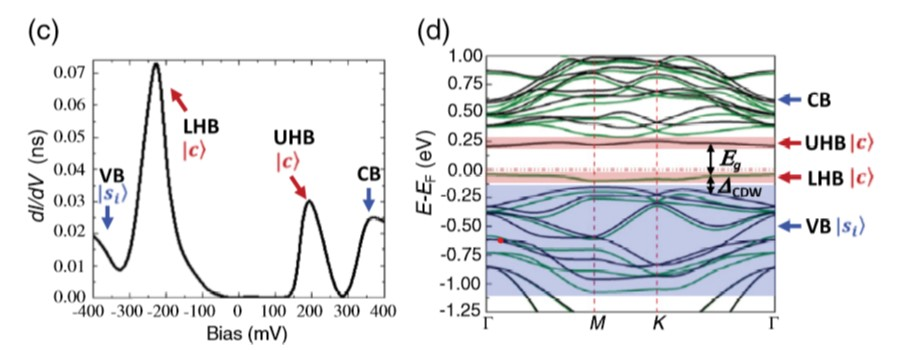 (c)
dI/dV (ns)
0.07
0.06
0.05
0.04
0.03
0.02
0.01
0.00
-400 -300 -200 -100 0 100 200 300 400
Bias (mV)
VB
|sᵢ⟩
LHB
|c⟩
UHB
|c⟩
CB
(d)
E-E_F (eV)
1.00
0.75
0.50
0.25
0.00
-0.25
-0.50
-0.75
-1.00
-1.25
Γ M K Γ
E_g
Δ_CDW
CB
UHB |c⟩
LHB |c⟩
VB |sᵢ⟩